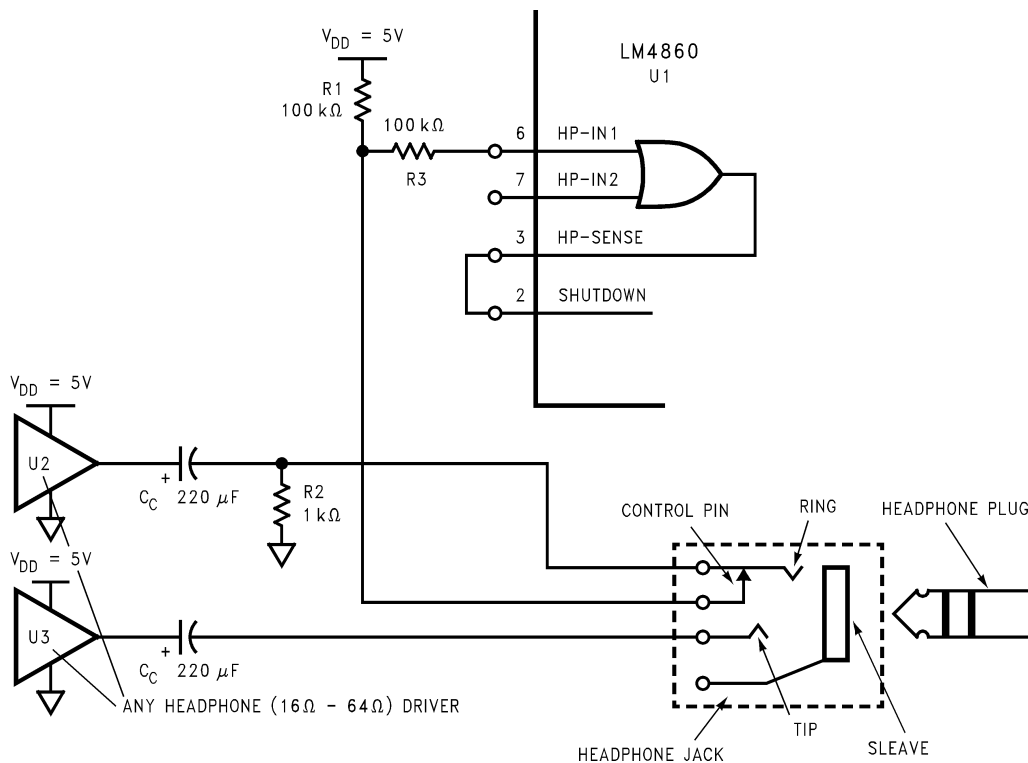 V_DD = 5V
R1
100 kΩ
100 kΩ
R3
LM4860
U1
6 HP-IN1
7 HP-IN2
3 HP-SENSE
2 SHUTDOWN
V_DD = 5V
U2
+
C_C 220 μF
R2
1 kΩ
V_DD = 5V
U3
+
C_C 220 μF
ANY HEADPHONE (16Ω - 64Ω) DRIVER
CONTROL PIN
RING
HEADPHONE PLUG
TIP
SLEAVE
HEADPHONE JACK